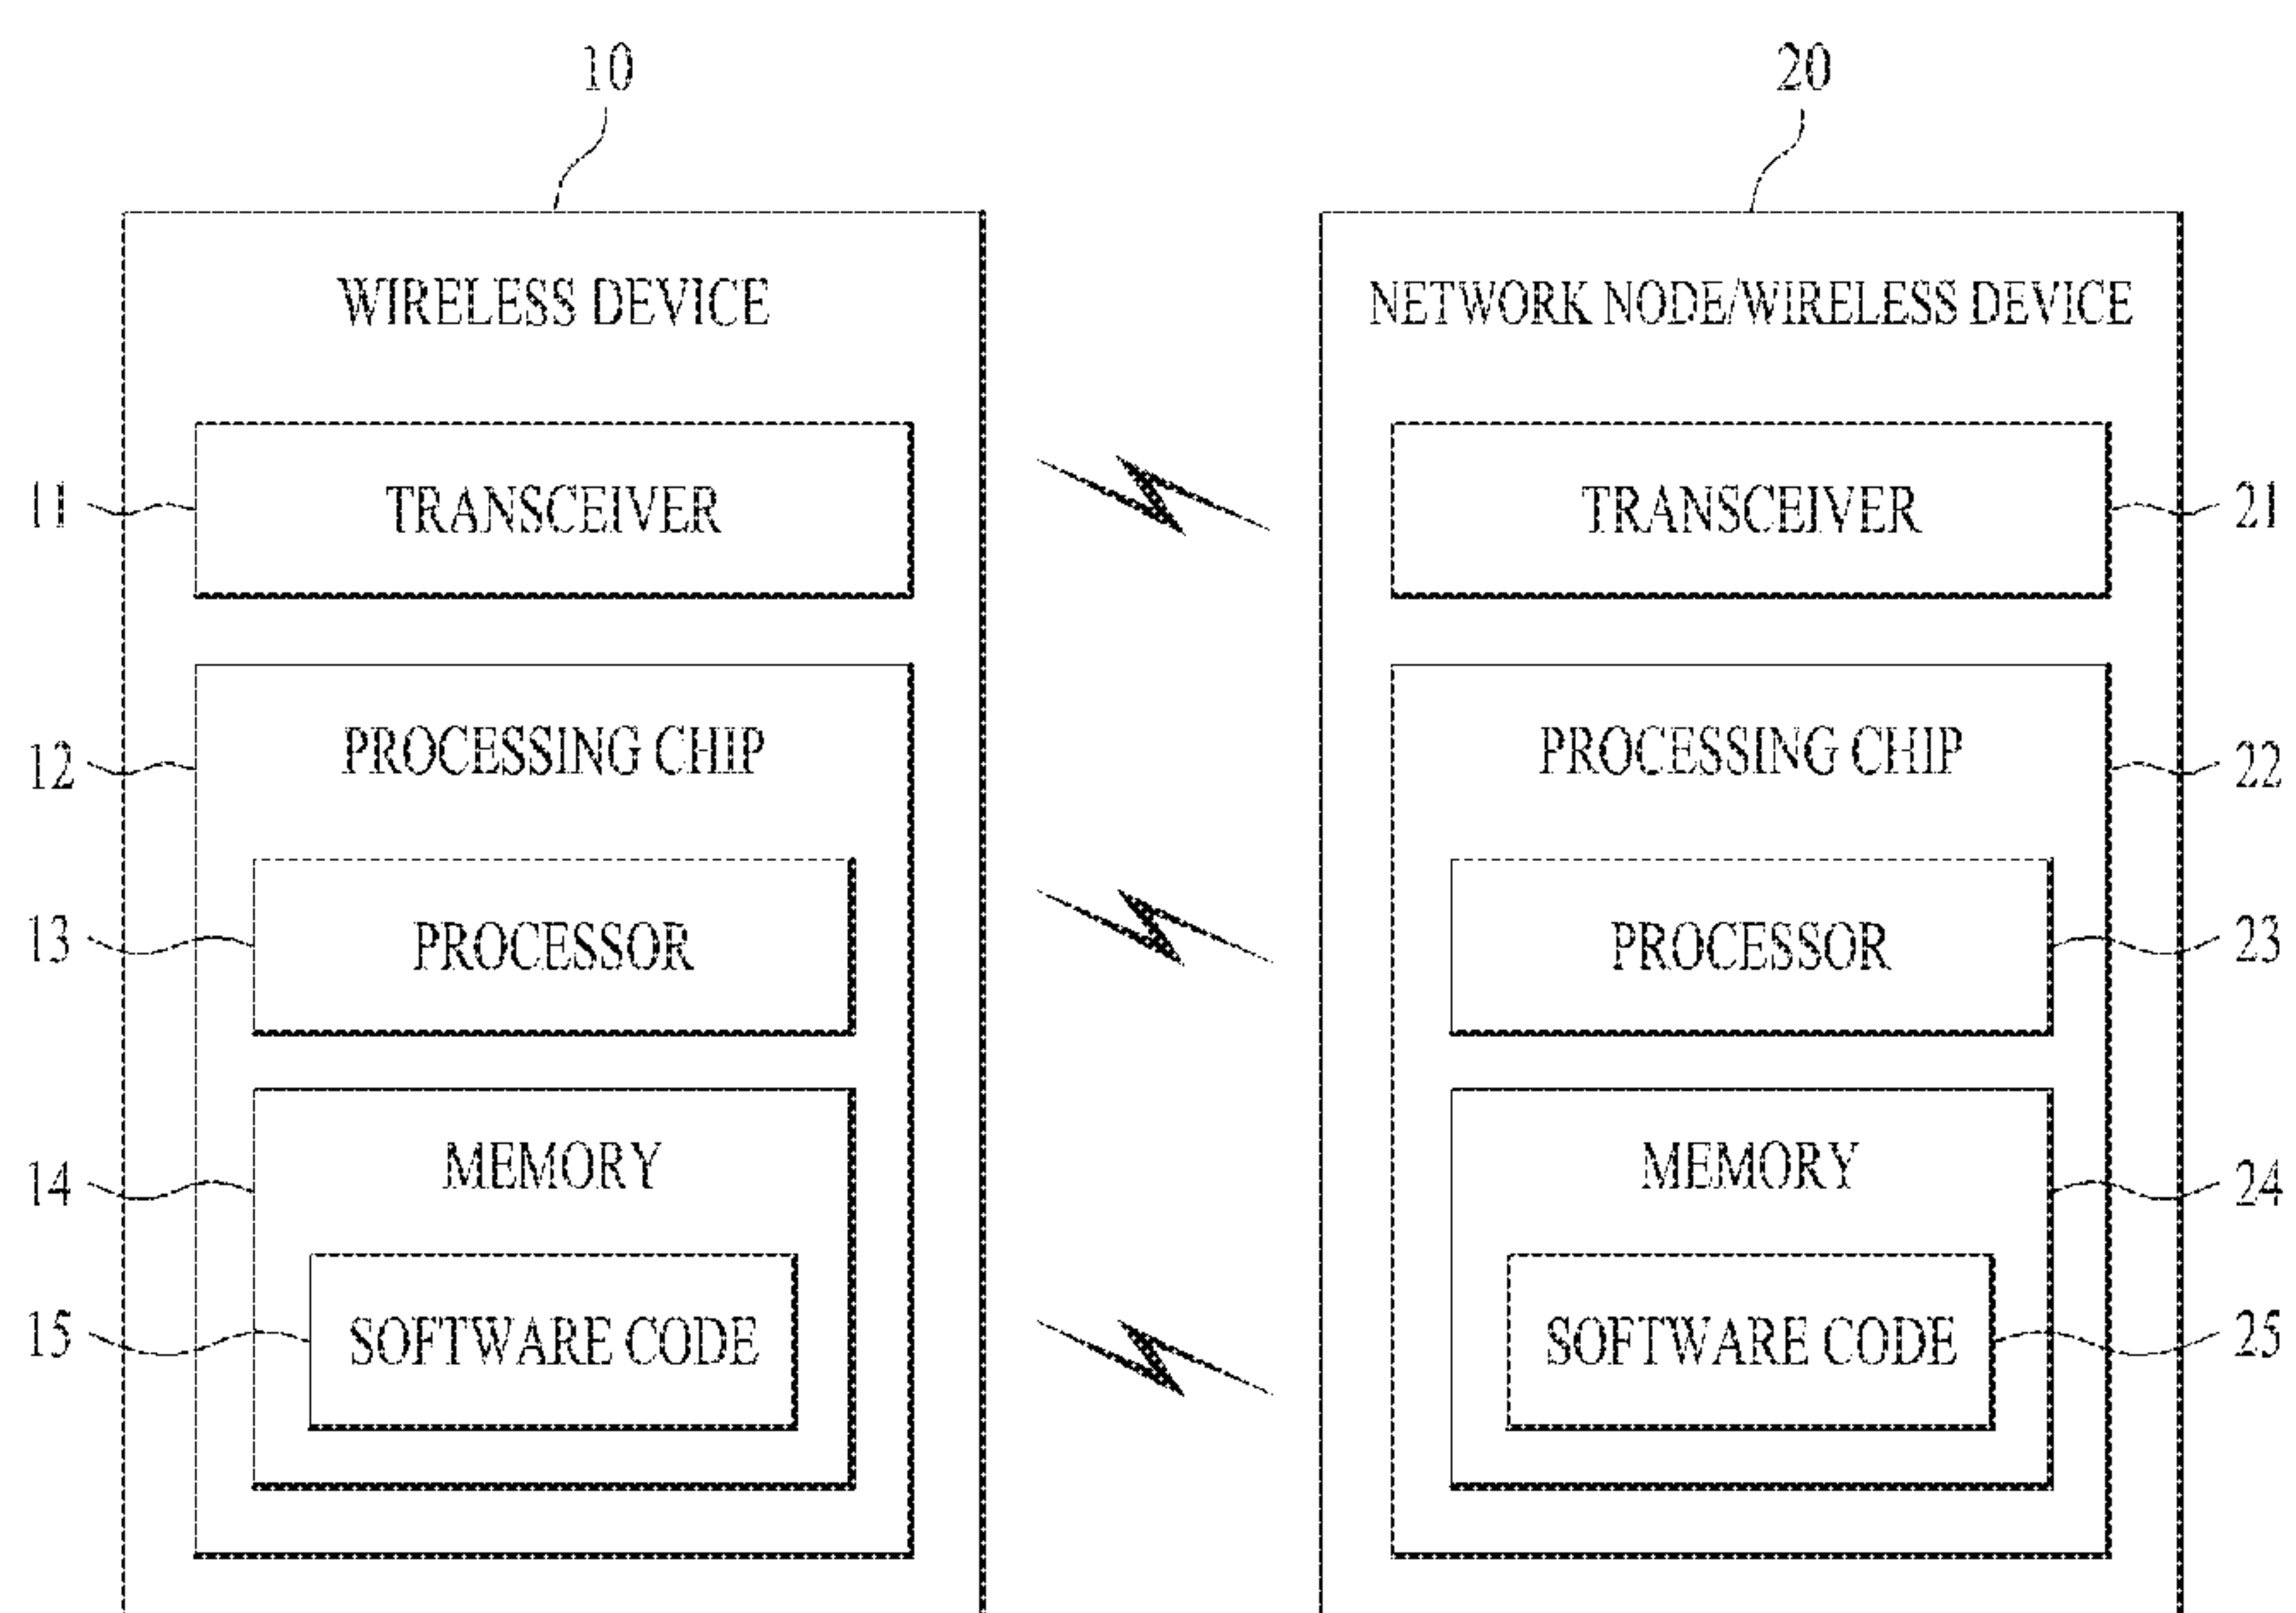 10
20
WIRELESS DEVICE
NETWORK NODE/WIRELESS DEVICE
11
TRANSCEIVER
TRANSCEIVER
21
12
PROCESSING CHIP
PROCESSING CHIP
22
13
PROCESSOR
PROCESSOR
23
14
MEMORY
MEMORY
24
15
SOFTWARE CODE
SOFTWARE CODE
25